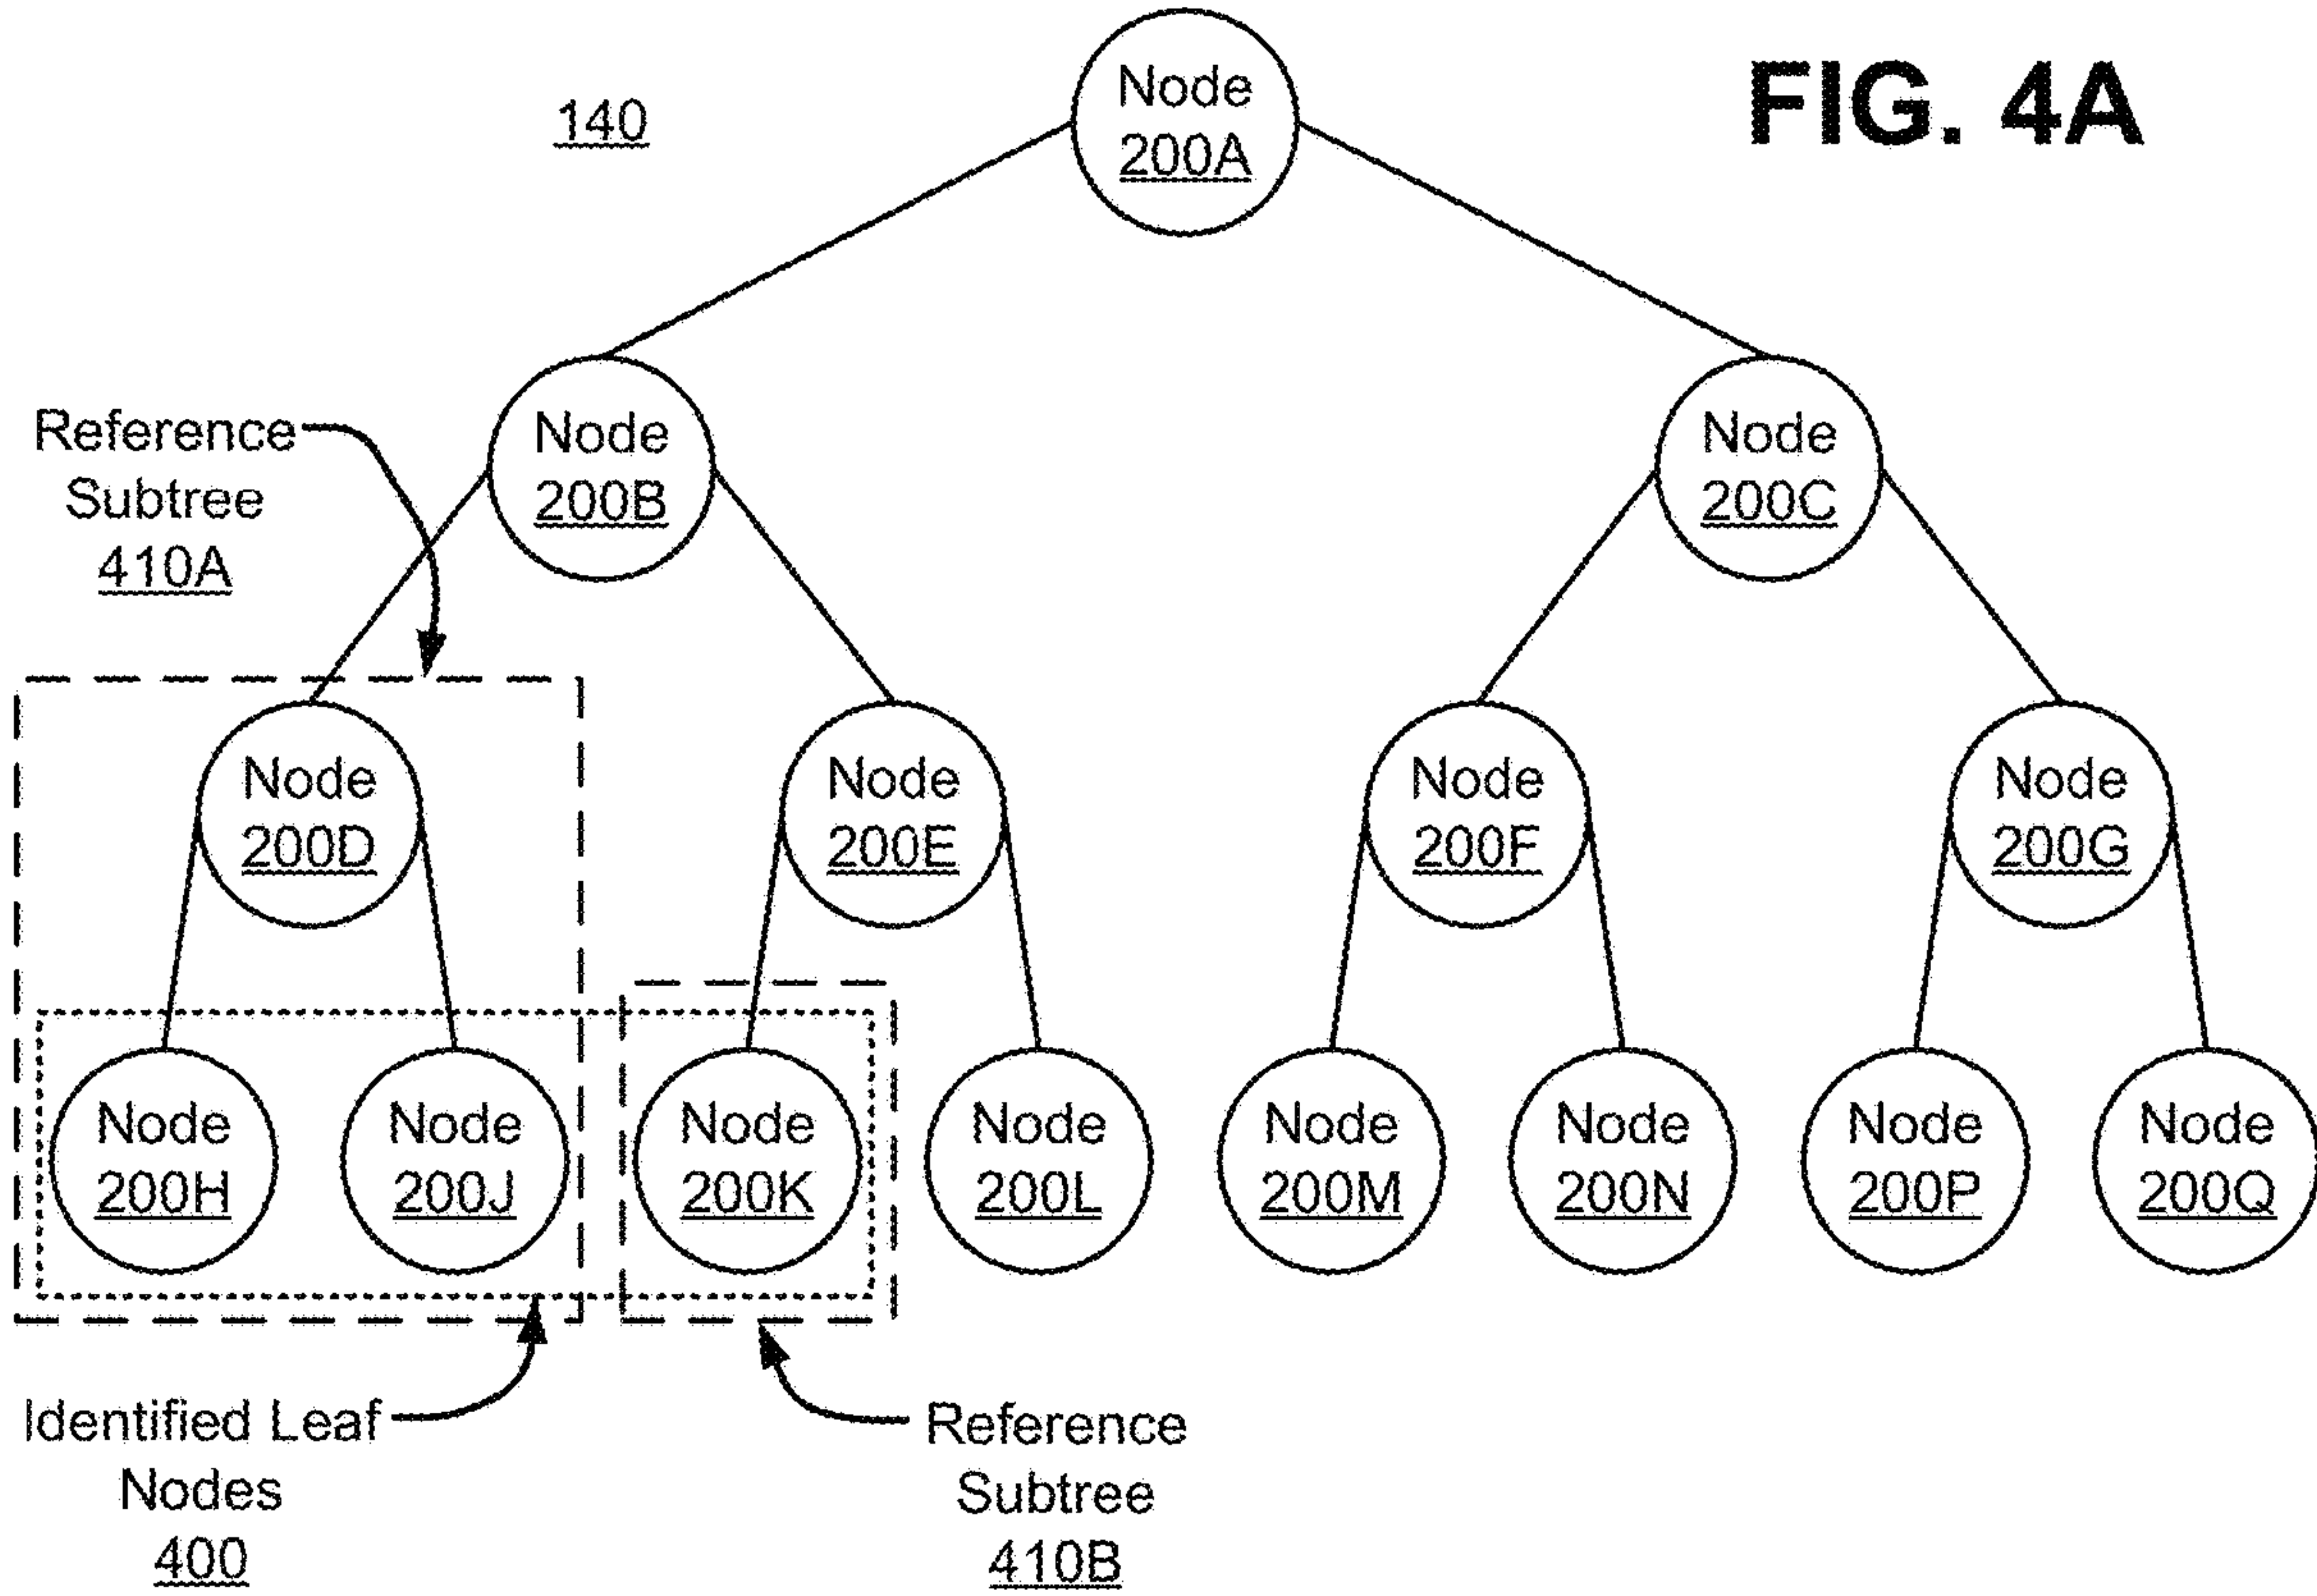 FIG. 4A
140
Node
200A
Reference
Subtree
410A
Node
200B
Node
200C
Node
200D
Node
200E
Node
200F
Node
200G
Node
200H
Node
200J
Node
200K
Node
200L
Node
200M
Node
200N
Node
200P
Node
200Q
Identified Leaf
Nodes
400
Reference
Subtree
410B